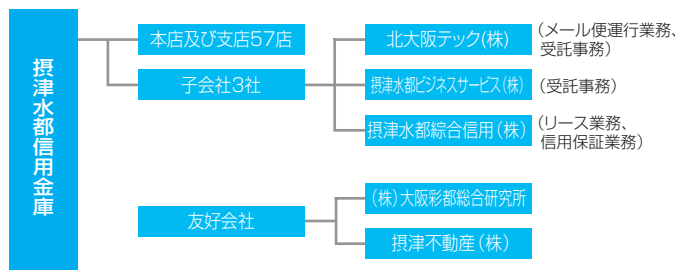 摂津水都信用金庫
本店及び支店57店
子会社3社
北大阪テック(株)
(メール便運行業務、
受託事務)
摂津水都ビジネスサービス(株)
(受託事務)
摂津水都綜合信用(株)
(リース業務、
信用保証業務)
友好会社
(株)大阪彩都総合研究所
摂津不動産(株)